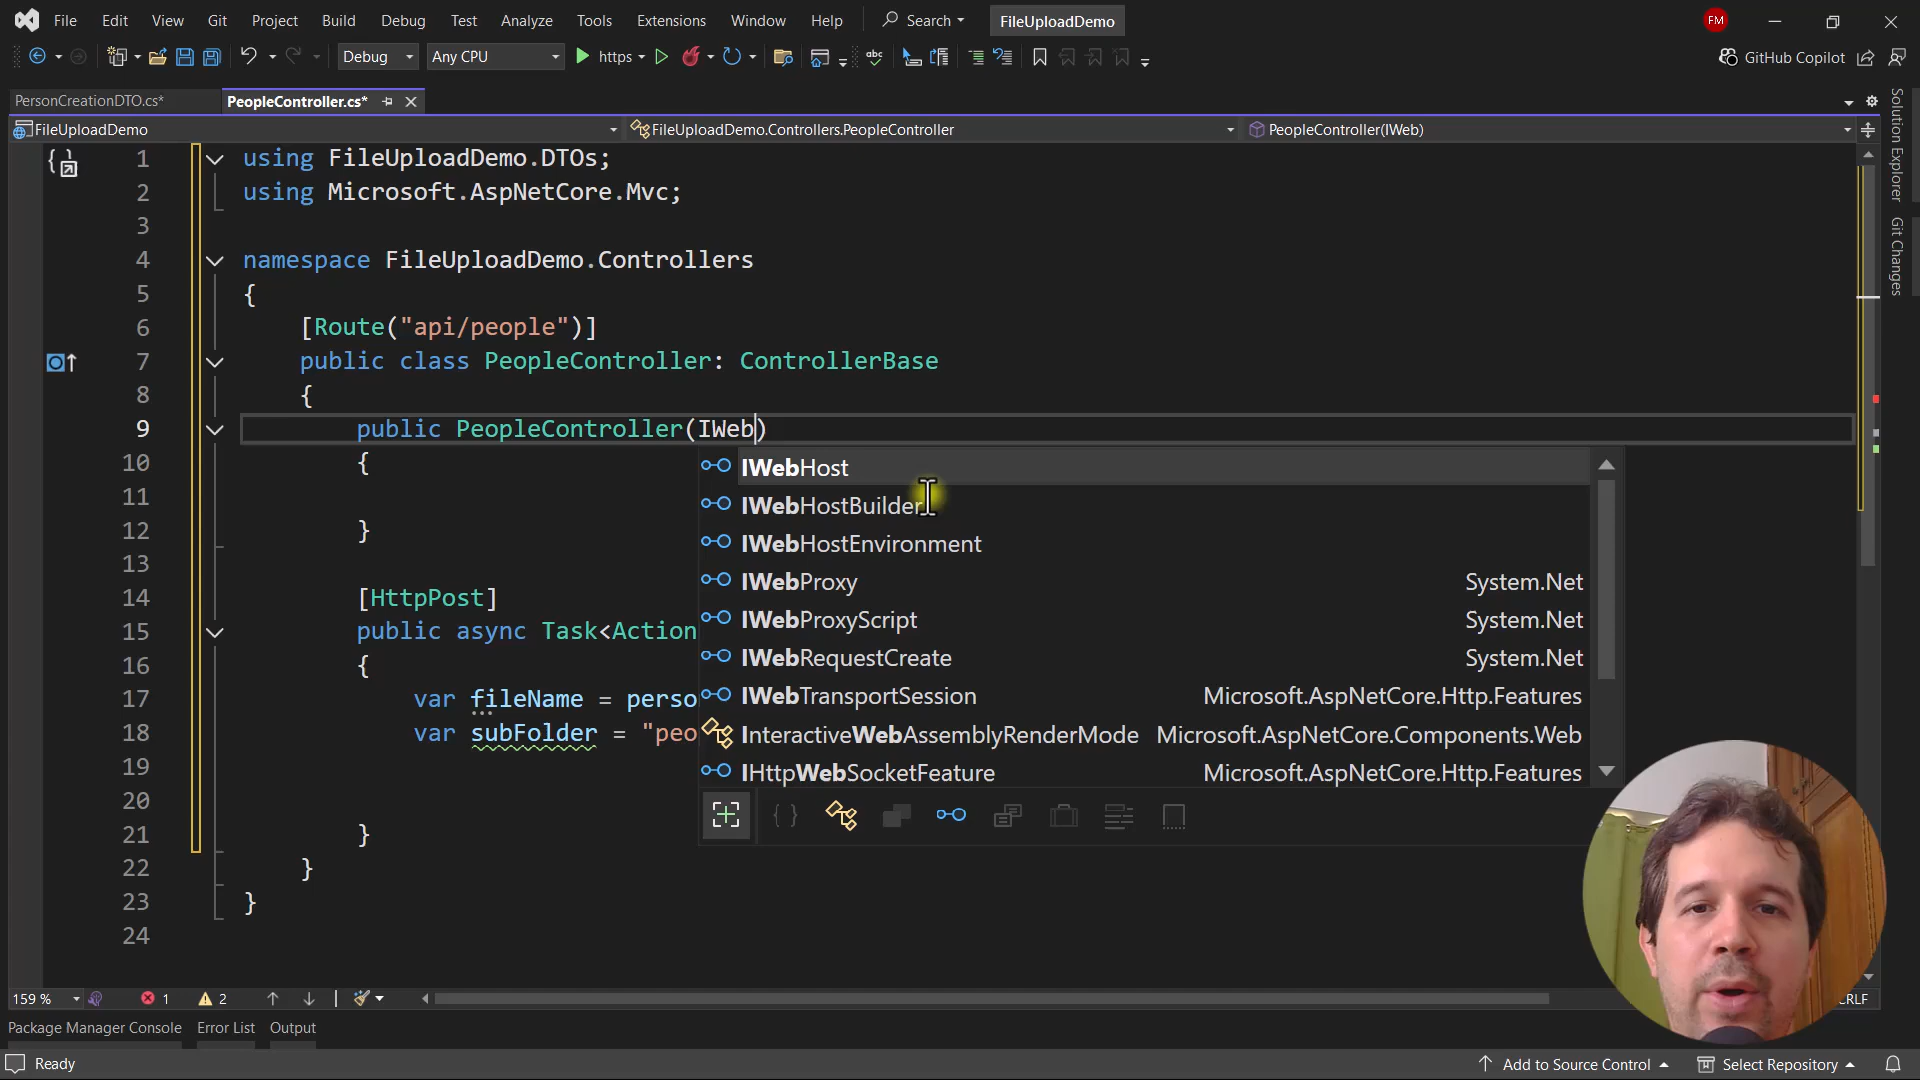 File Edit View Git Project Build Debug Test Analyze Tools Extensions Window Help Search FileUploadDemo FM
Debug Any CPU https GitHub Copilot
PersonCreationDTO.cs* PeopleController.cs*
FileUploadDemo FileUploadDemo.Controllers.PeopleController PeopleController(IWeb)
1 using FileUploadDemo.DTOs;
2 using Microsoft.AspNetCore.Mvc;
3
4 namespace FileUploadDemo.Controllers
5 {
6 [Route("api/people")]
7 public class PeopleController: ControllerBase
8 {
9 public PeopleController(IWeb)
10 {
IWebHost
11
IWebHostBuilder
12 }
IWebHostEnvironment
13
IWebProxy System.Net
14 [HttpPost]
IWebProxyScript System.Net
15 public async Task<Action
IWebRequestCreate System.Net
16 {
17 var fileName = perso
IWebTransportSession Microsoft.AspNetCore.Http.Features
18 var subFolder = "peo
InteractiveWebAssemblyRenderMode Microsoft.AspNetCore.Components.Web
19
IHttpWebSocketFeature Microsoft.AspNetCore.Http.Features
20
21 }
22 }
23 }
24
159 % 1 2 CRLF
Package Manager Console Error List Output
Ready Add to Source Control Select Repository
Solution Explorer
Git Changes